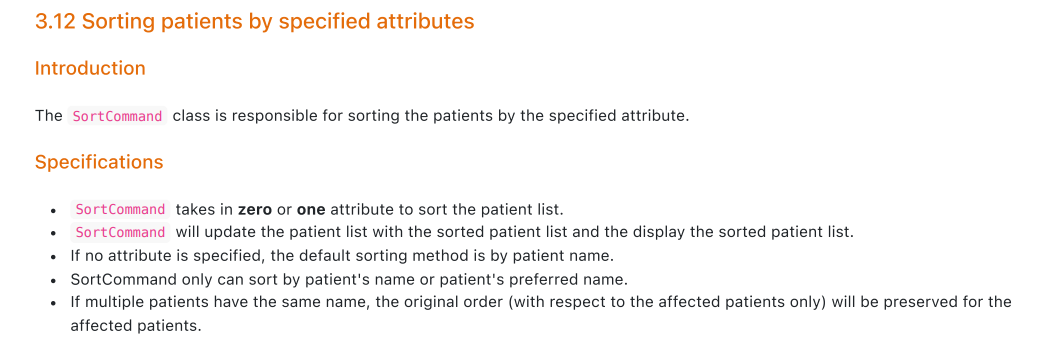 3.12 Sorting patients by specified attributes
Introduction
The SortCommand class is responsible for sorting the patients by the specified attribute.
Specifications
• SortCommand takes in zero or one attribute to sort the patient list.
• SortCommand will update the patient list with the sorted patient list and the display the sorted patient list.
• If no attribute is specified, the default sorting method is by patient name.
• SortCommand only can sort by patient's name or patient's preferred name.
• If multiple patients have the same name, the original order (with respect to the affected patients only) will be preserved for the
affected patients.